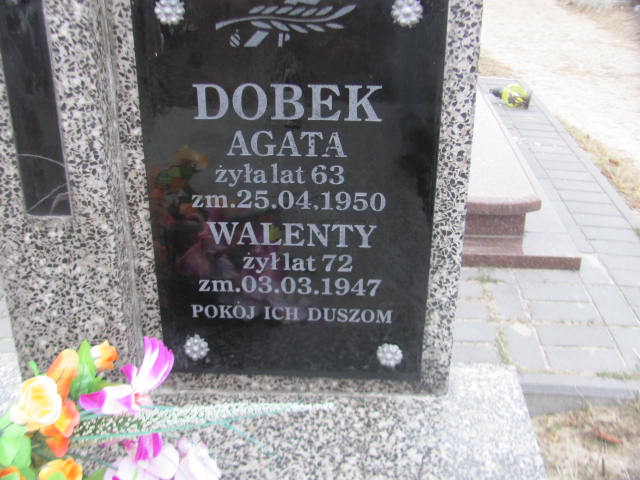 Ś P
DOBEK
AGATA
żyła lat 63
zm. 25.04.1950
WALENTY
żył lat 72
zm. 03.03.1947
POKÓJ ICH DUSZOM